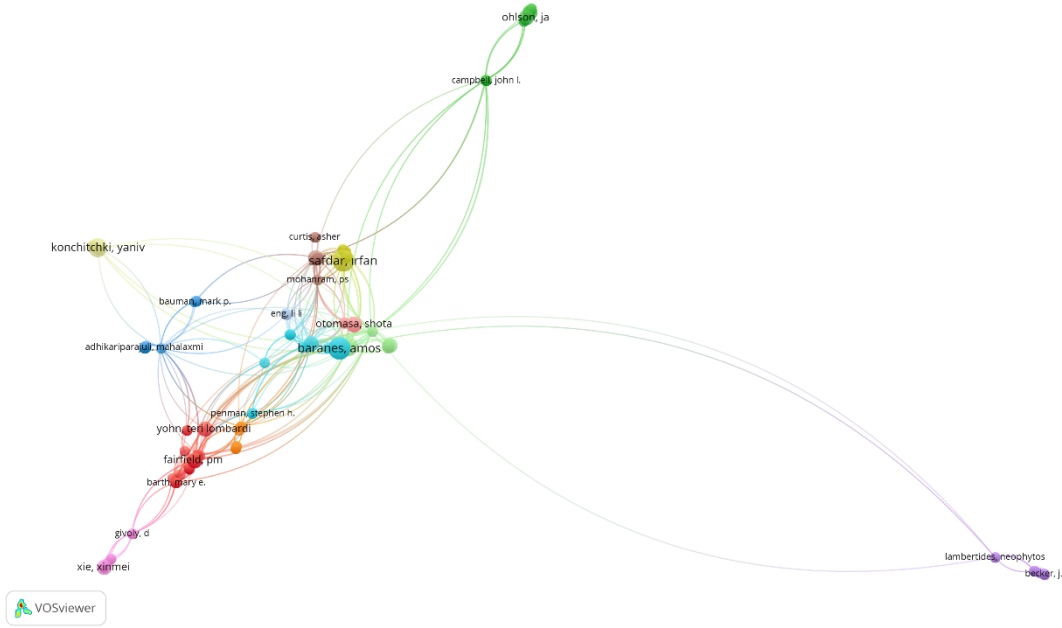 ohlson, ja
campbell, john l.
curtis, asher
konchitchki, yaniv
safdar, irfan
mohanram, ps
bauman, mark p.
eng, li li
otomasa, shota
adhikariparajuli, mahalaxmi
baranes, amos
penman, stephen h.
yohn, teri lombardi
fairfield, pm
barth, mary e.
givoly, d
lambertides, neophytos
xie, xinmei
becker, j.
VOSviewer